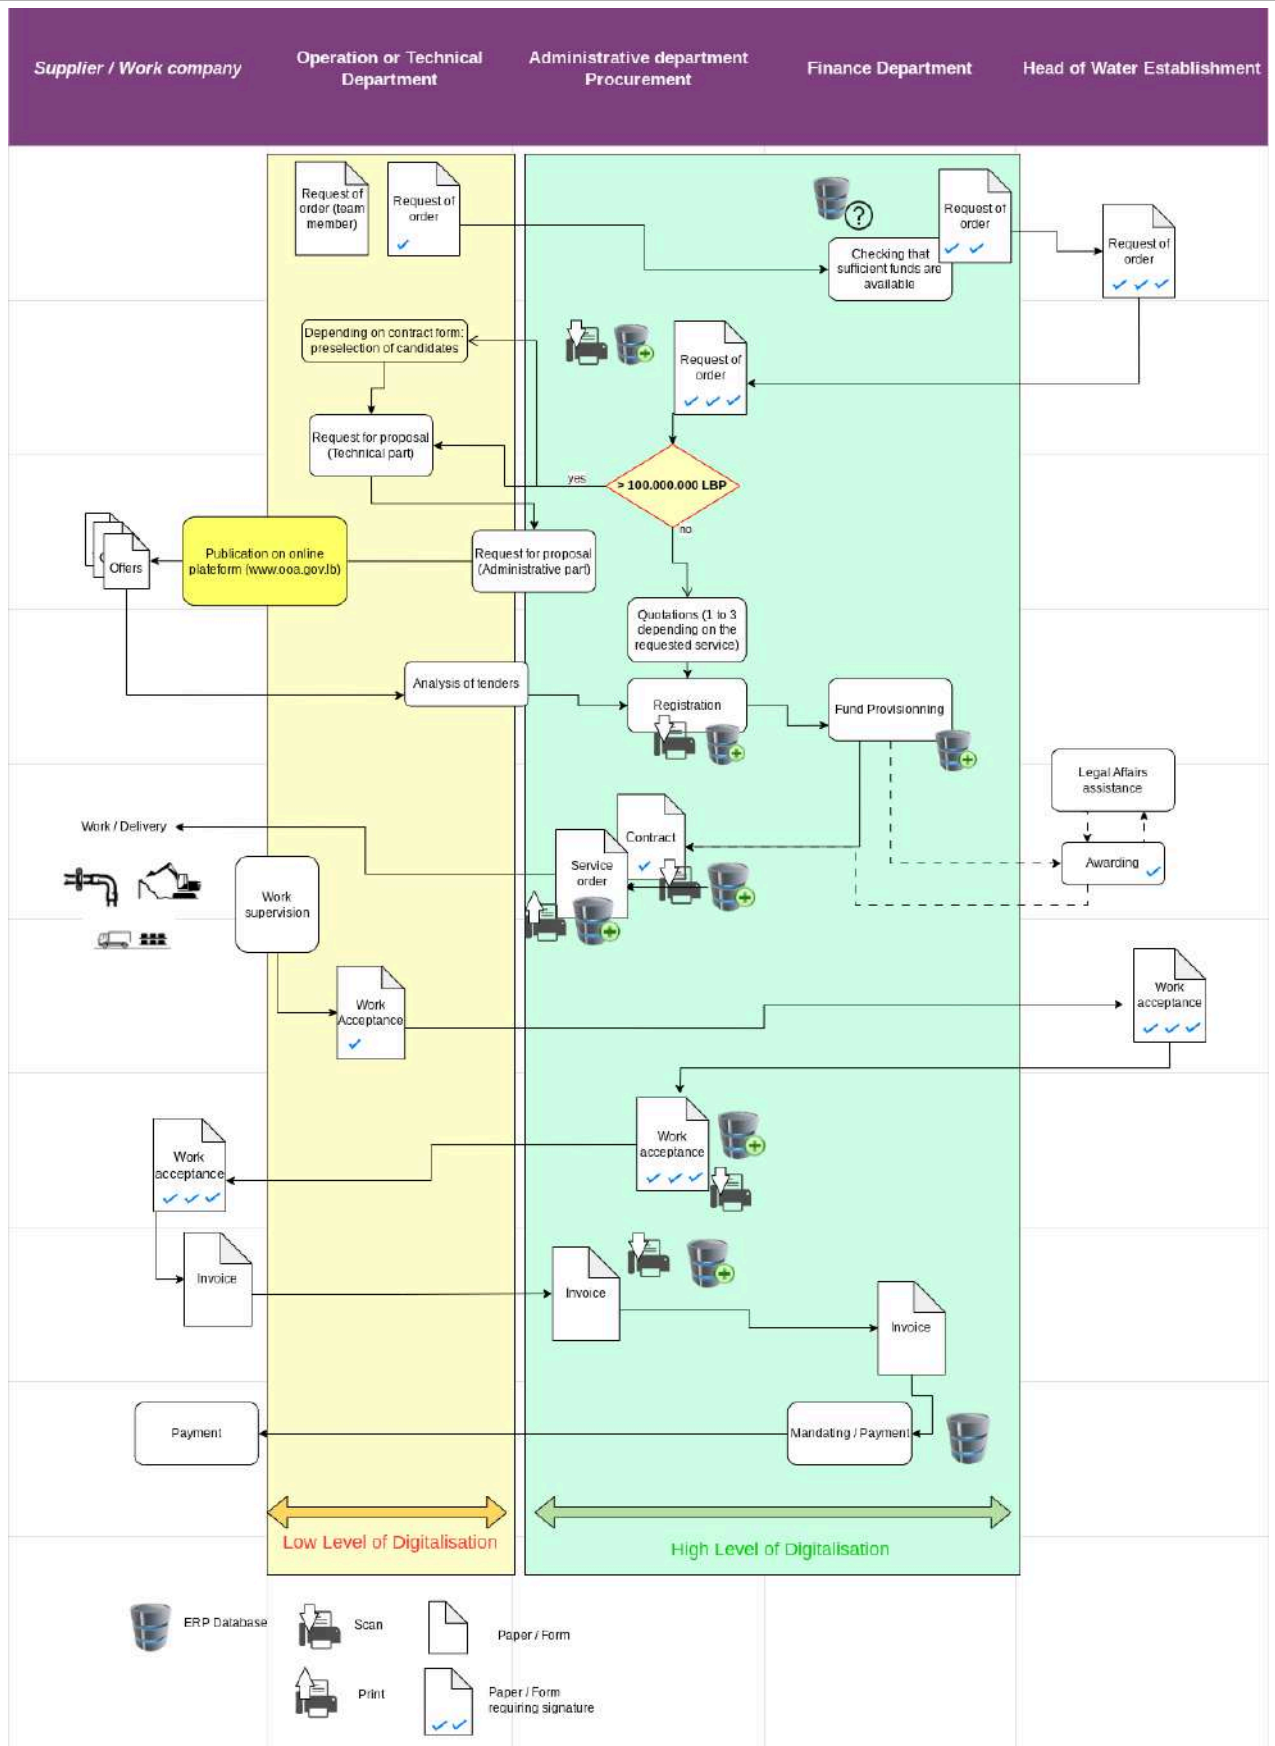 Supplier / Work company
Operation or Technical
Department
Administrative department
Procurement
Finance Department
Head of Water Establishment
Request of
order (team
member)
Request of
order
Request of
order
Checking that
sufficient funds are
available
Request of
order
Depending on contract form:
preselection of candidates
Request of
order
Request for proposal
(Technical part)
yes
> 100.000.000 LBP
no
Offers
Publication on online
plateform (www.ooa.gov.lb)
Request for proposal
(Administrative part)
Quotations (1 to 3
depending on the
requested service)
Analysis of tenders
Registration
Fund Provisionning
Legal Affairs
assistance
Work / Delivery
Contract
Service
order
Awarding
Work
supervision
Work
Acceptance
Work
acceptance
Work
acceptance
Work
acceptance
Invoice
Invoice
Invoice
Payment
Mandating / Payment
Low Level of Digitalisation
High Level of Digitalisation
ERP Database
Scan
Paper / Form
Print
Paper / Form
requiring signature